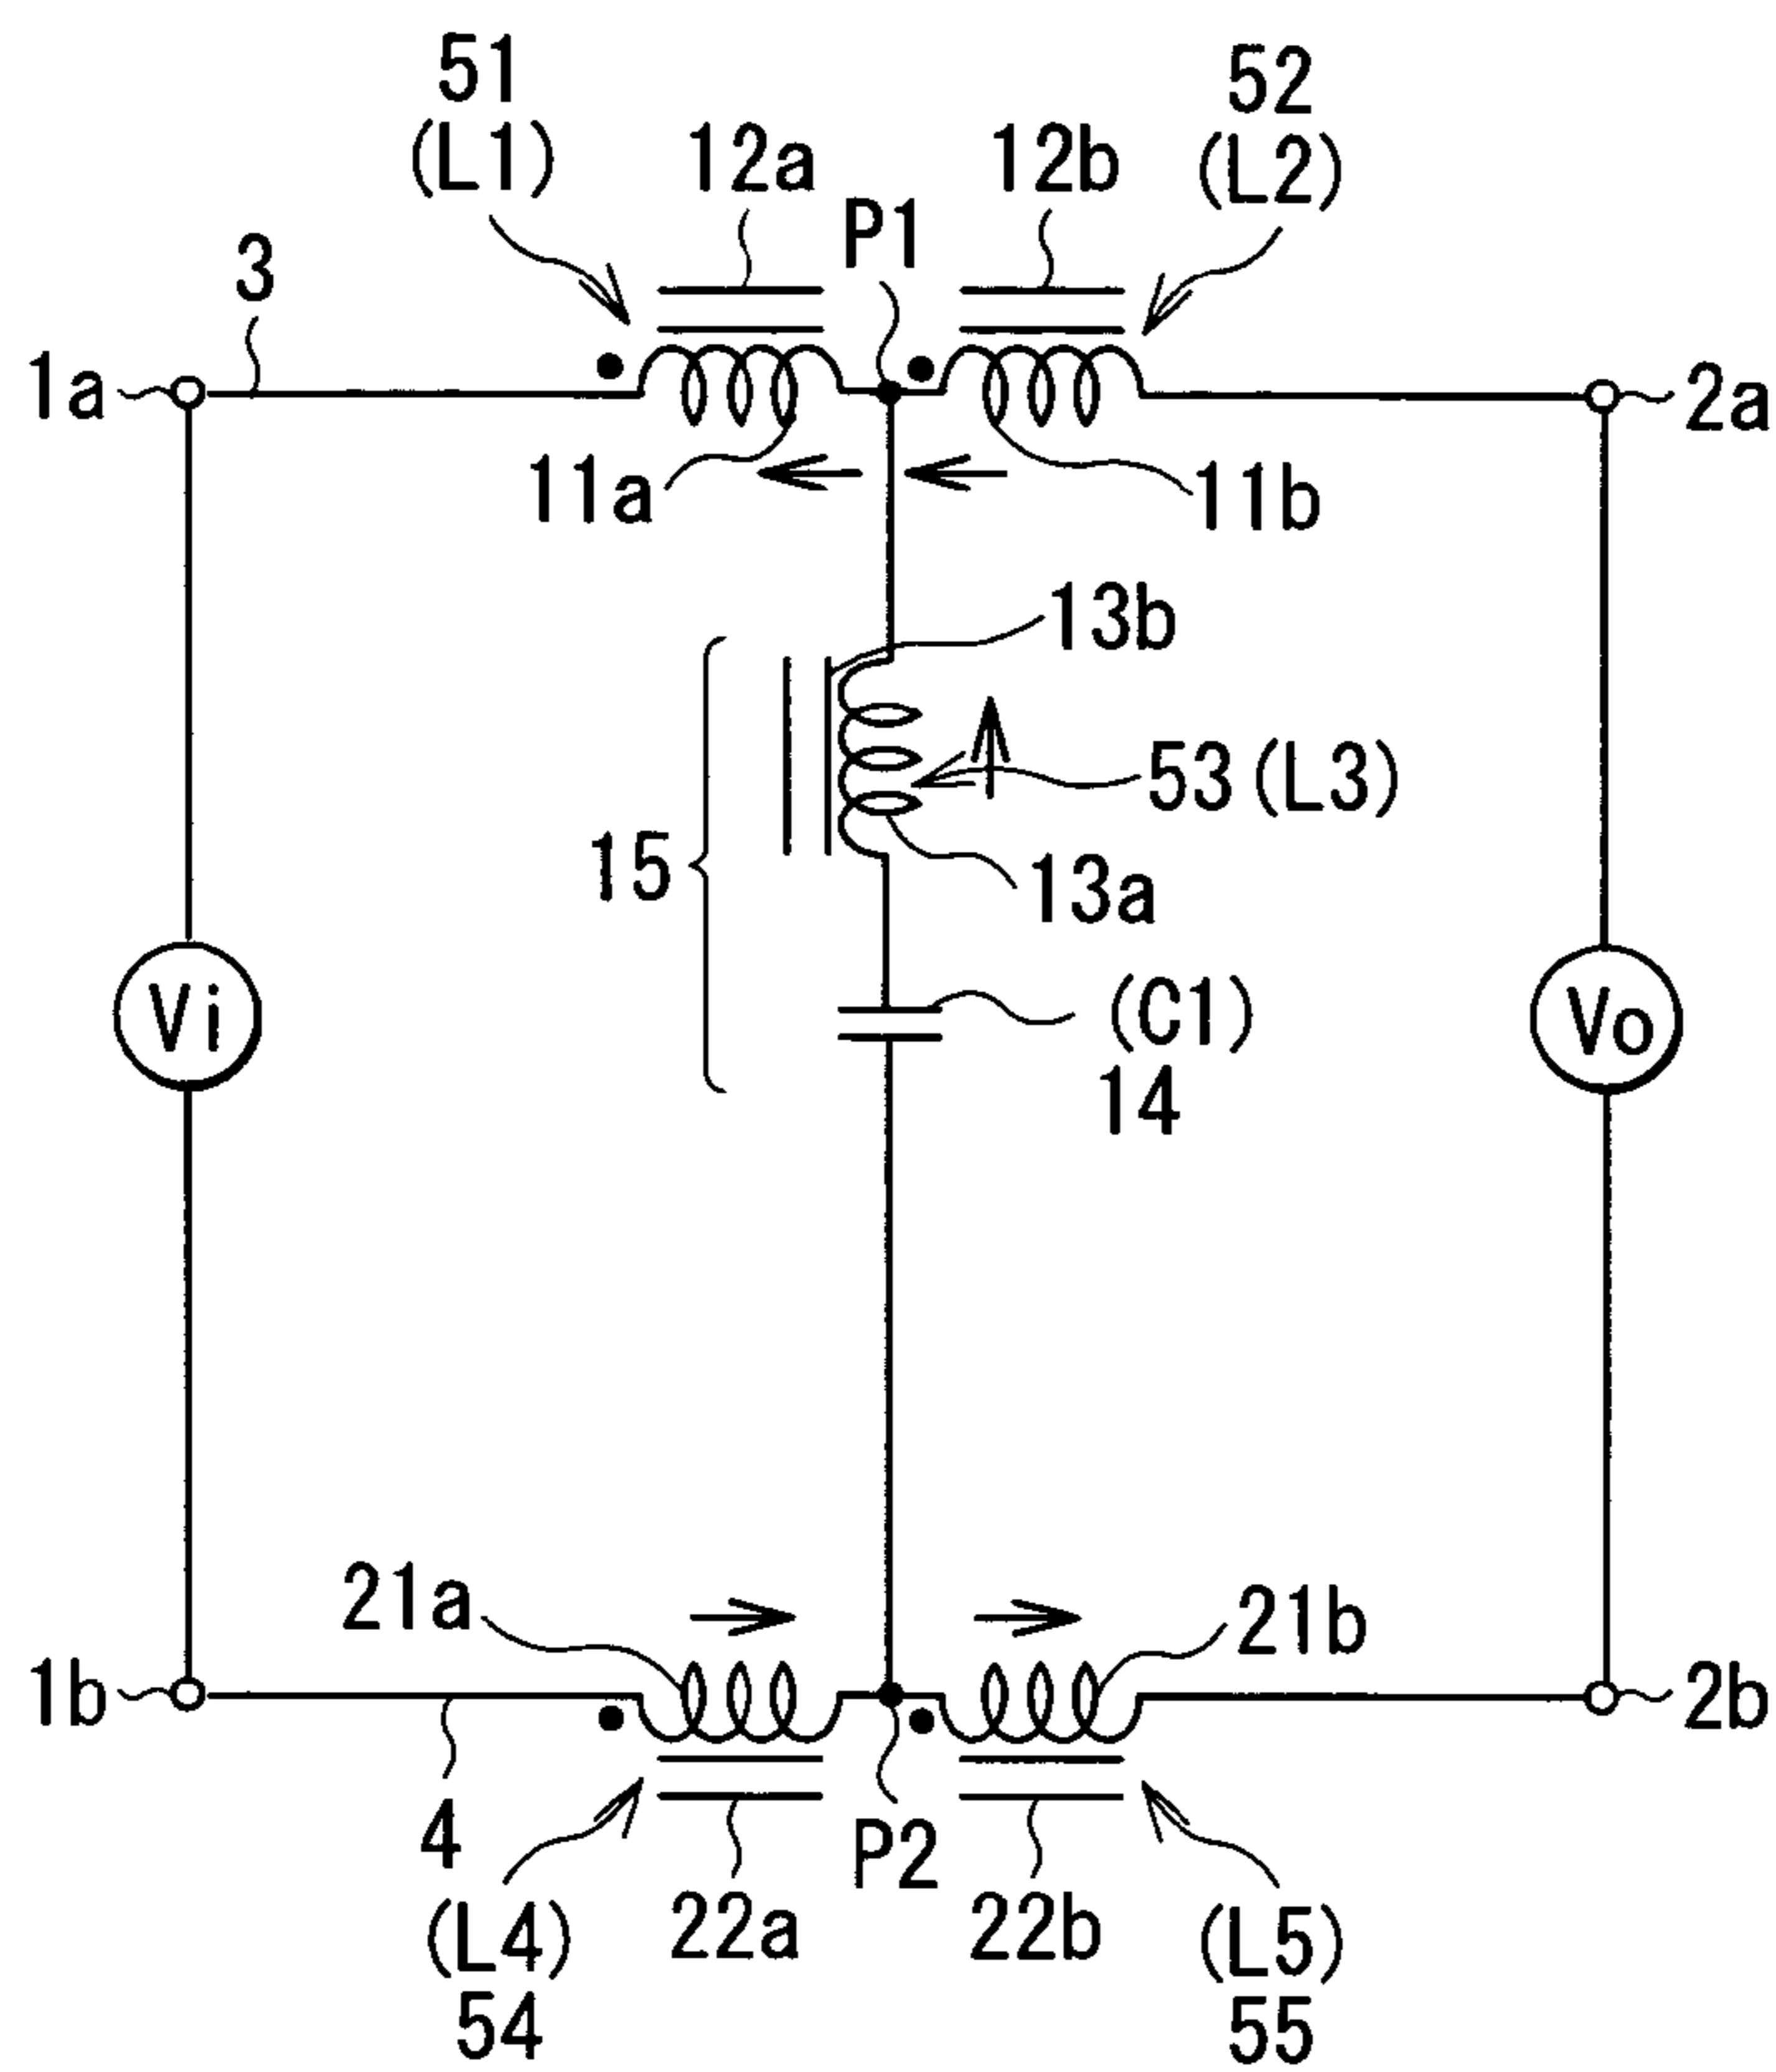 51
(L1)
52
(L2)
12a
12b
P1
3
1a
2a
11a
11b
13b
53(L3)
15
13a
Vi
(C1)
14
Vo
21a
21b
1b
2b
4
P2
(L4)
54
22a
22b
(L5)
55